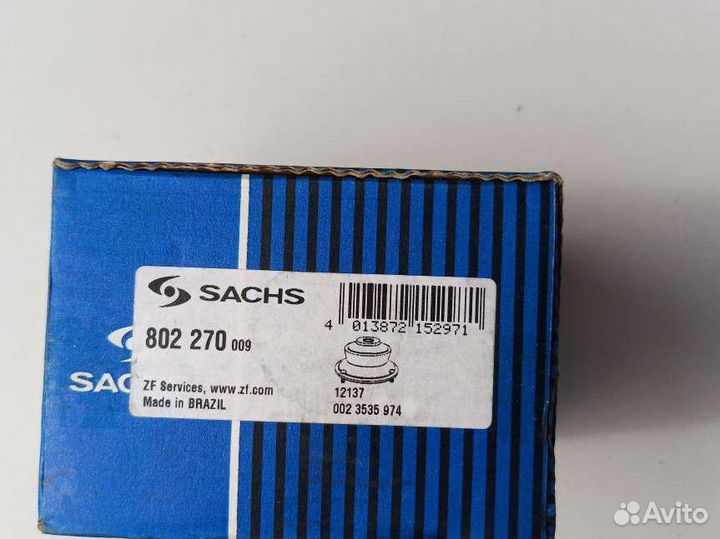 SACHS
802 270 009
ZF Services, www.zf.com
Made in BRAZIL
4 013872 152971
12137
002 3535 974
SAC
Avito